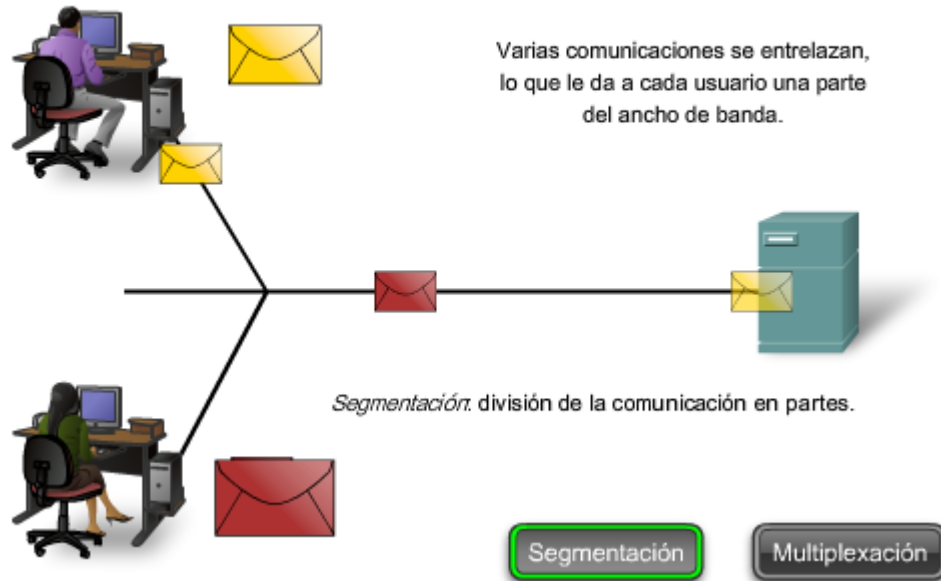 Varias comunicaciones se entrelazan,
lo que le da a cada usuario una parte
del ancho de banda.
Segmentación: división de la comunicación en partes.
Segmentación
Multiplexación